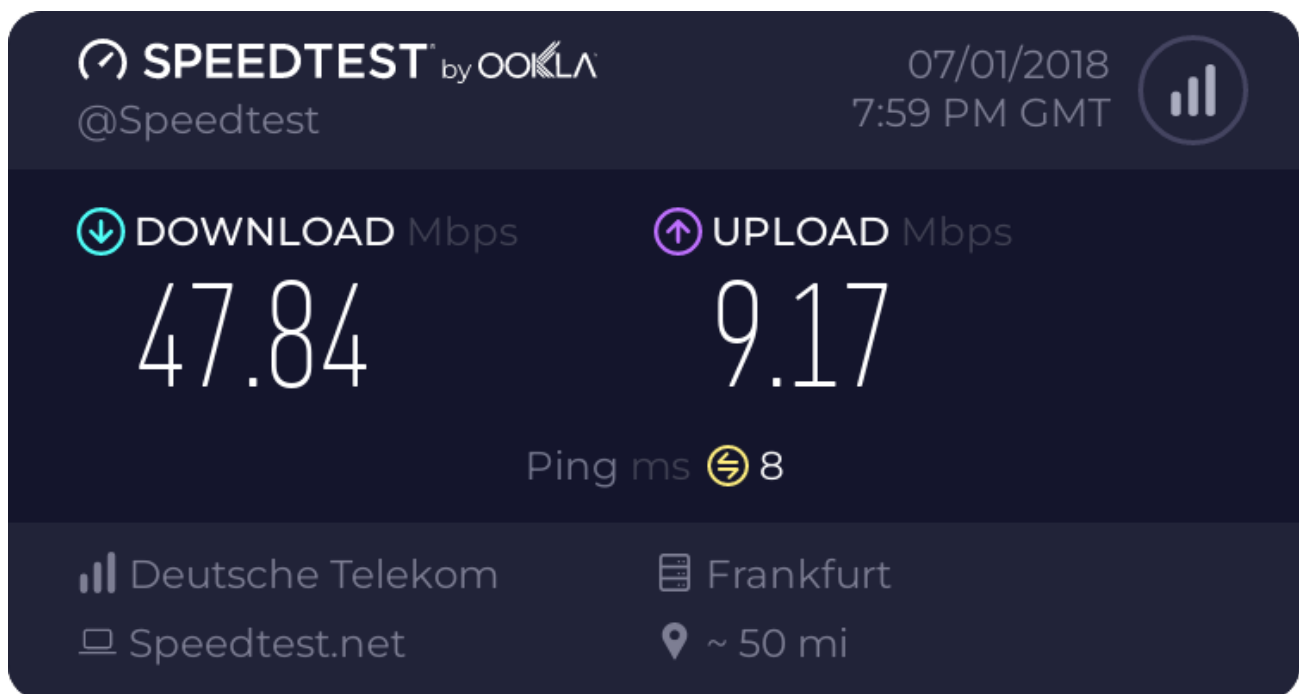 SPEEDTEST by OOKLA
@Speedtest
07/01/2018
7:59 PM GMT
DOWNLOAD Mbps
47.84
UPLOAD Mbps
9.17
Ping ms 8
Deutsche Telekom
Speedtest.net
Frankfurt
~ 50 mi